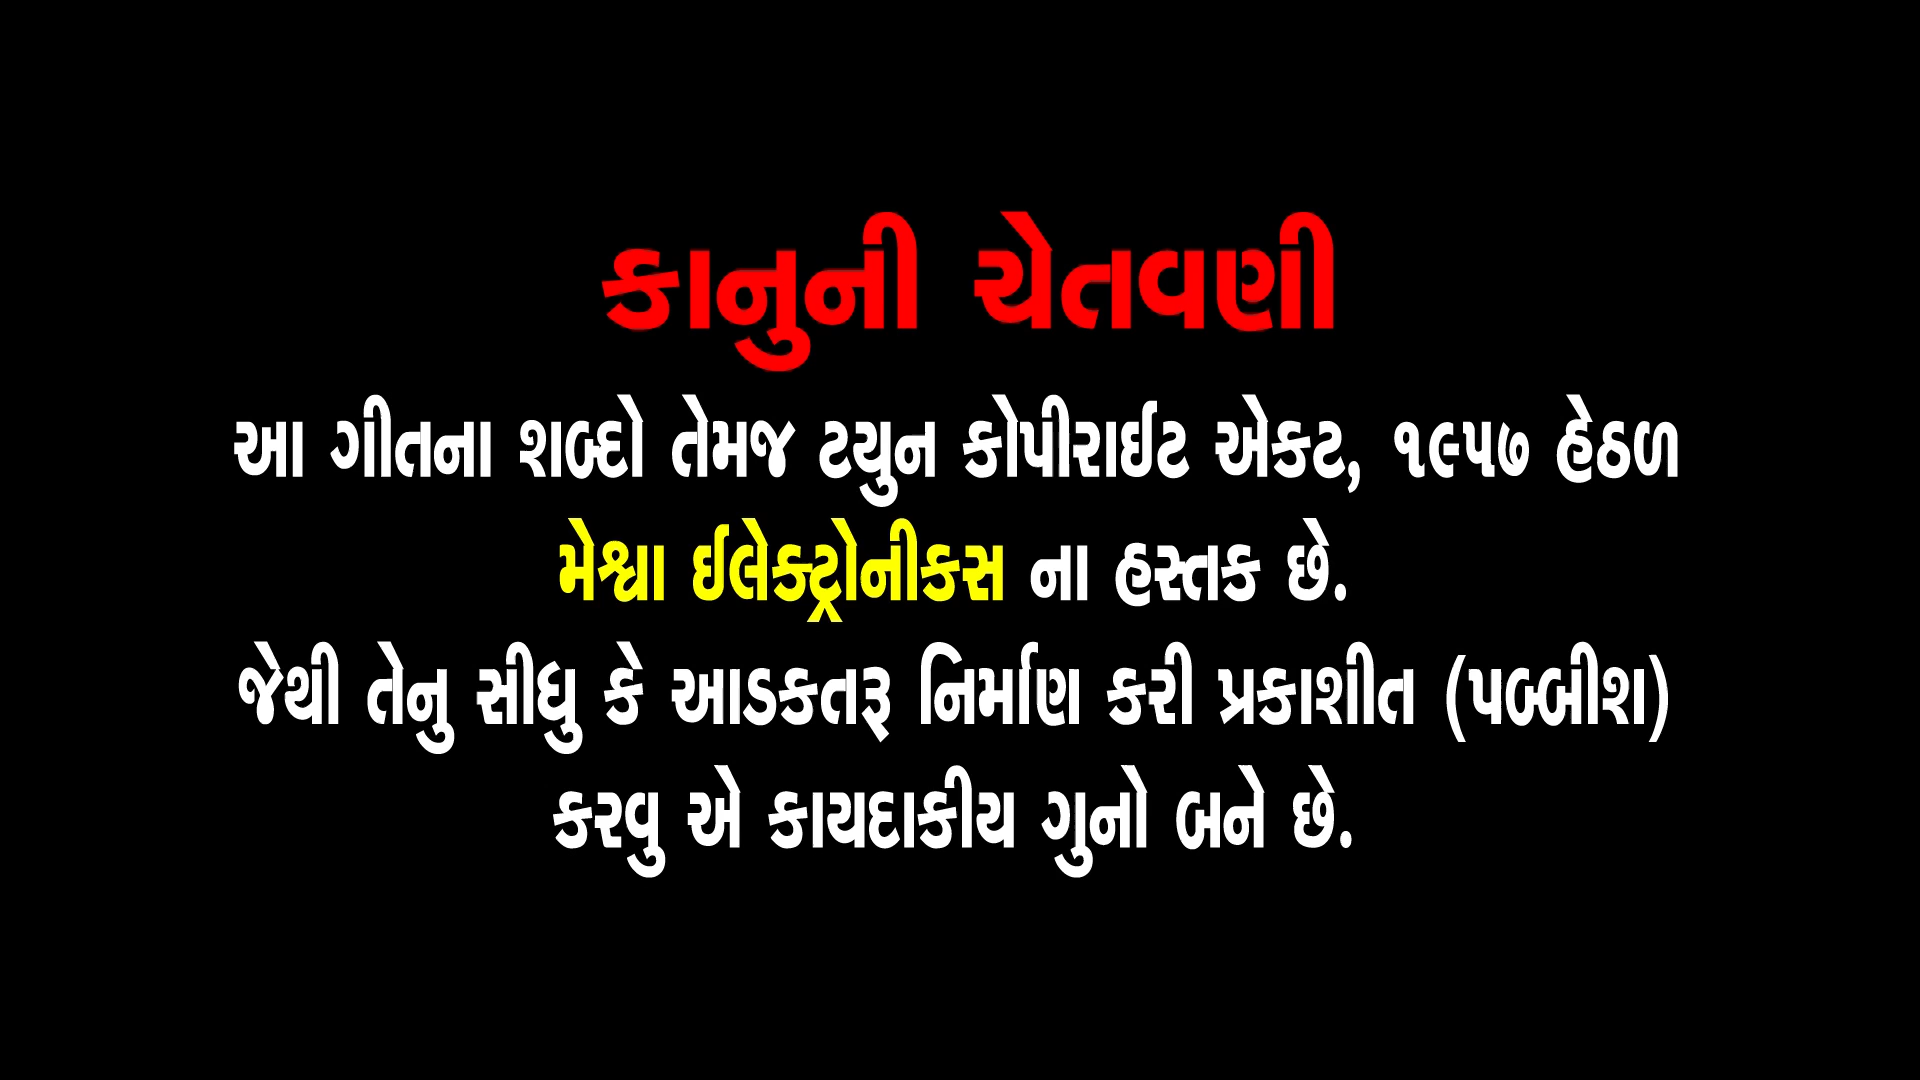 કાનુની ચેતવણી
આ ગીતના શબ્દો તેમજ ટયુન કોપીરાઈટ એકટ, ૧૯૫૭ હેઠળ
મેશ્વા ઈલેક્ટ્રોનીકસ ના હસ્તક છે.
જેથી તેનુ સીધુ કે આડકતરૂ નિર્માણ કરી પ્રકાશીત (પબ્બીશ)
કરવુ એ કાયદાકીય ગુનો બને છે.